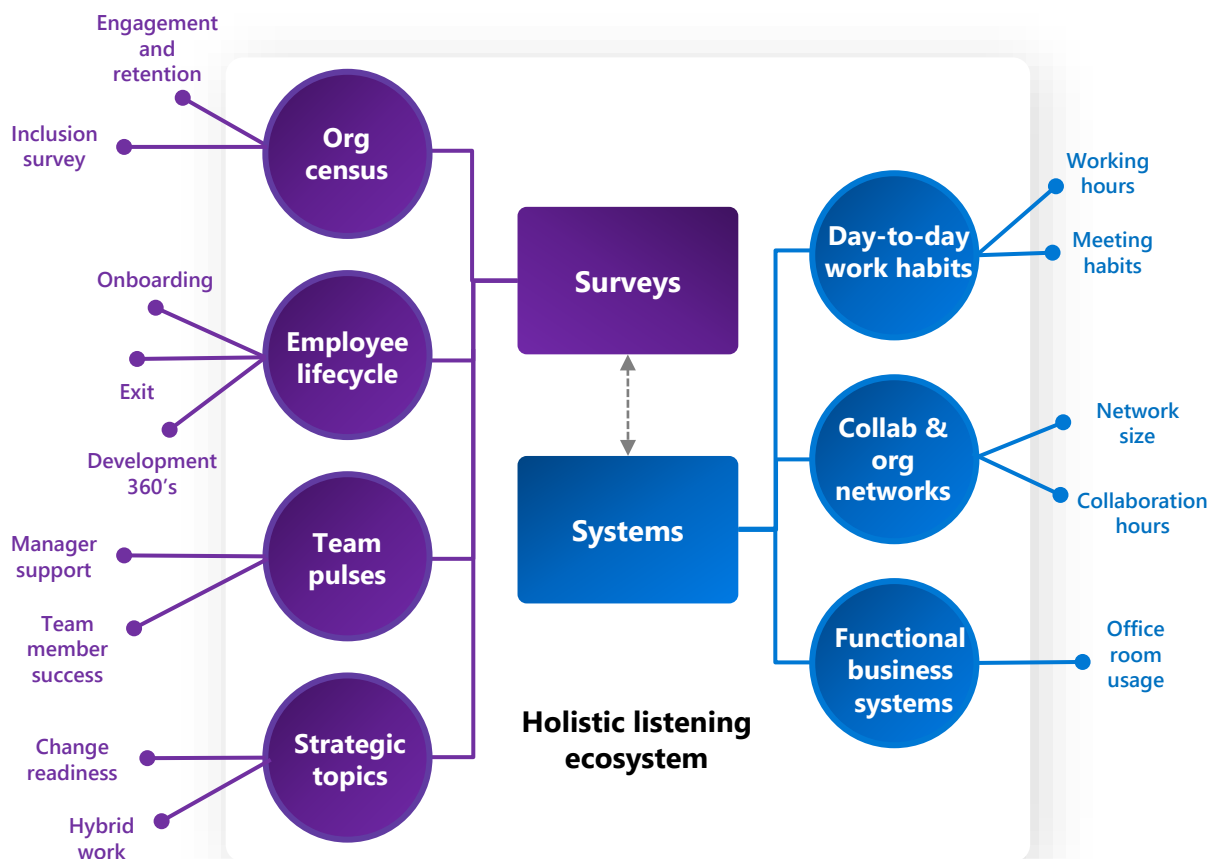 Engagement
and
retention
Inclusion
survey
Org
census
Onboarding
Exit
Development
360's
Employee
lifecycle
Manager
support
Team
member
success
Team
pulses
Change
readiness
Hybrid
work
Strategic
topics
Surveys
Systems
Holistic listening
ecosystem
Day-to-day
work habits
Working
hours
Meeting
habits
Collab &
org
networks
Network
size
Collaboration
hours
Functional
business
systems
Office
room
usage